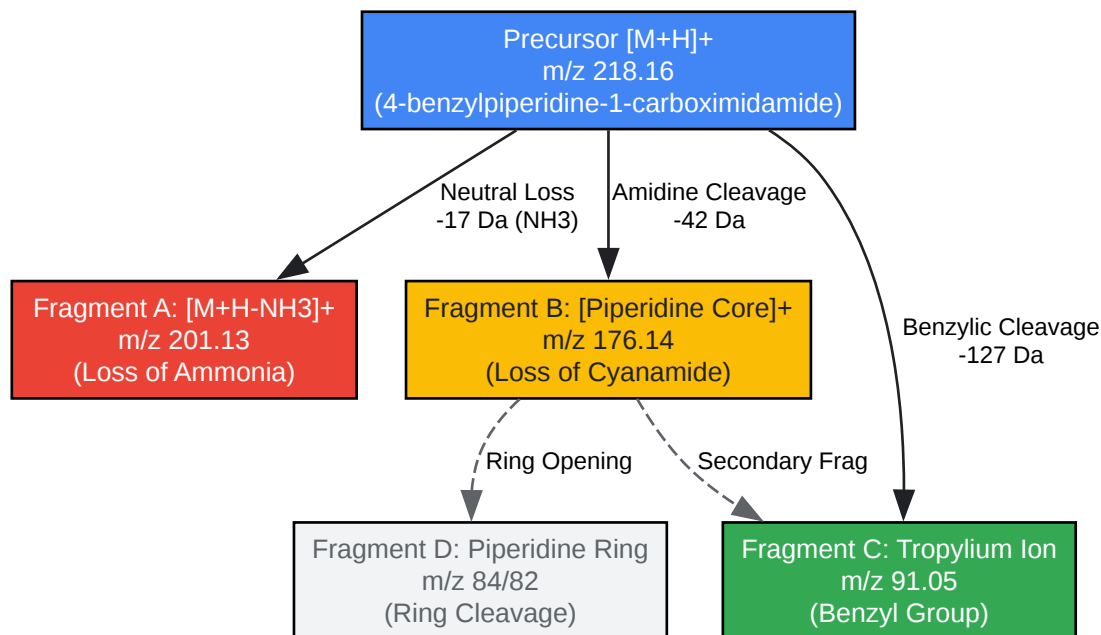 Precursor [M+H]+
m/z 218.16
(4-benzylpiperidine-1-carboximidamide)
Neutral Loss
-17 Da (NH3)
Amidine Cleavage
-42 Da
Benzylic Cleavage
-127 Da
Fragment A: [M+H-NH3]+
m/z 201.13
(Loss of Ammonia)
Fragment B: [Piperidine Core]+
m/z 176.14
(Loss of Cyanamide)
Ring Opening
Secondary Frag
Fragment D: Piperidine Ring
m/z 84/82
(Ring Cleavage)
Fragment C: Tropylium Ion
m/z 91.05
(Benzyl Group)